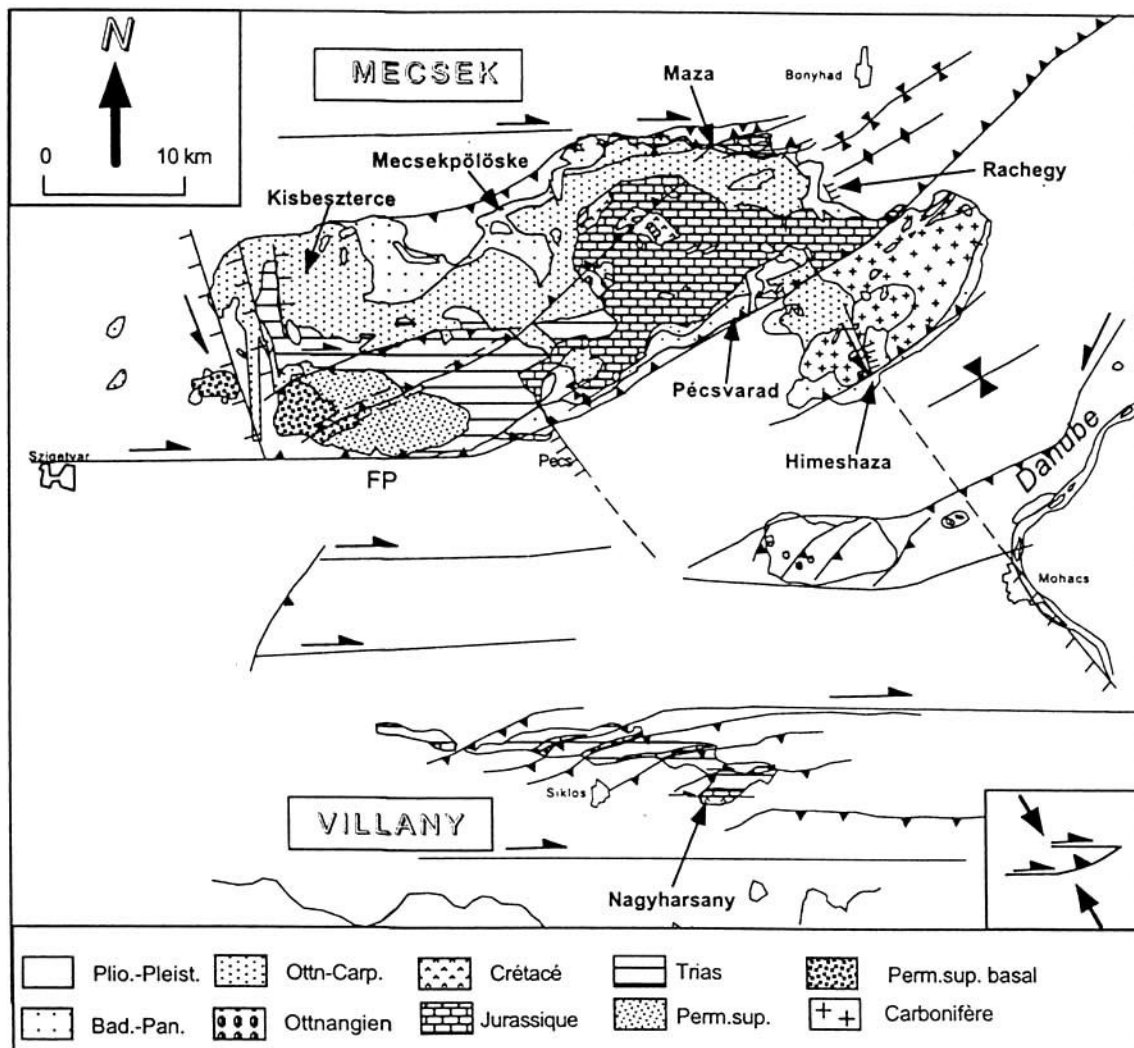 N
0 10 km
MECSEK
Maza
Bonyhad
Mecsekpölöske
Rachegy
Kisbeszterce
Pécsvarad
Szigetvar
FP
Pecs
Himeshaza
Danube
Mohacs
Siklos
VILLANY
Nagyharsany
Plio.-Pleist.
Ottn-Carp.
Crétacé
Trias
Perm.sup. basal
Bad.-Pan.
Ottnangien
Jurassique
Perm.sup.
Carbonifère